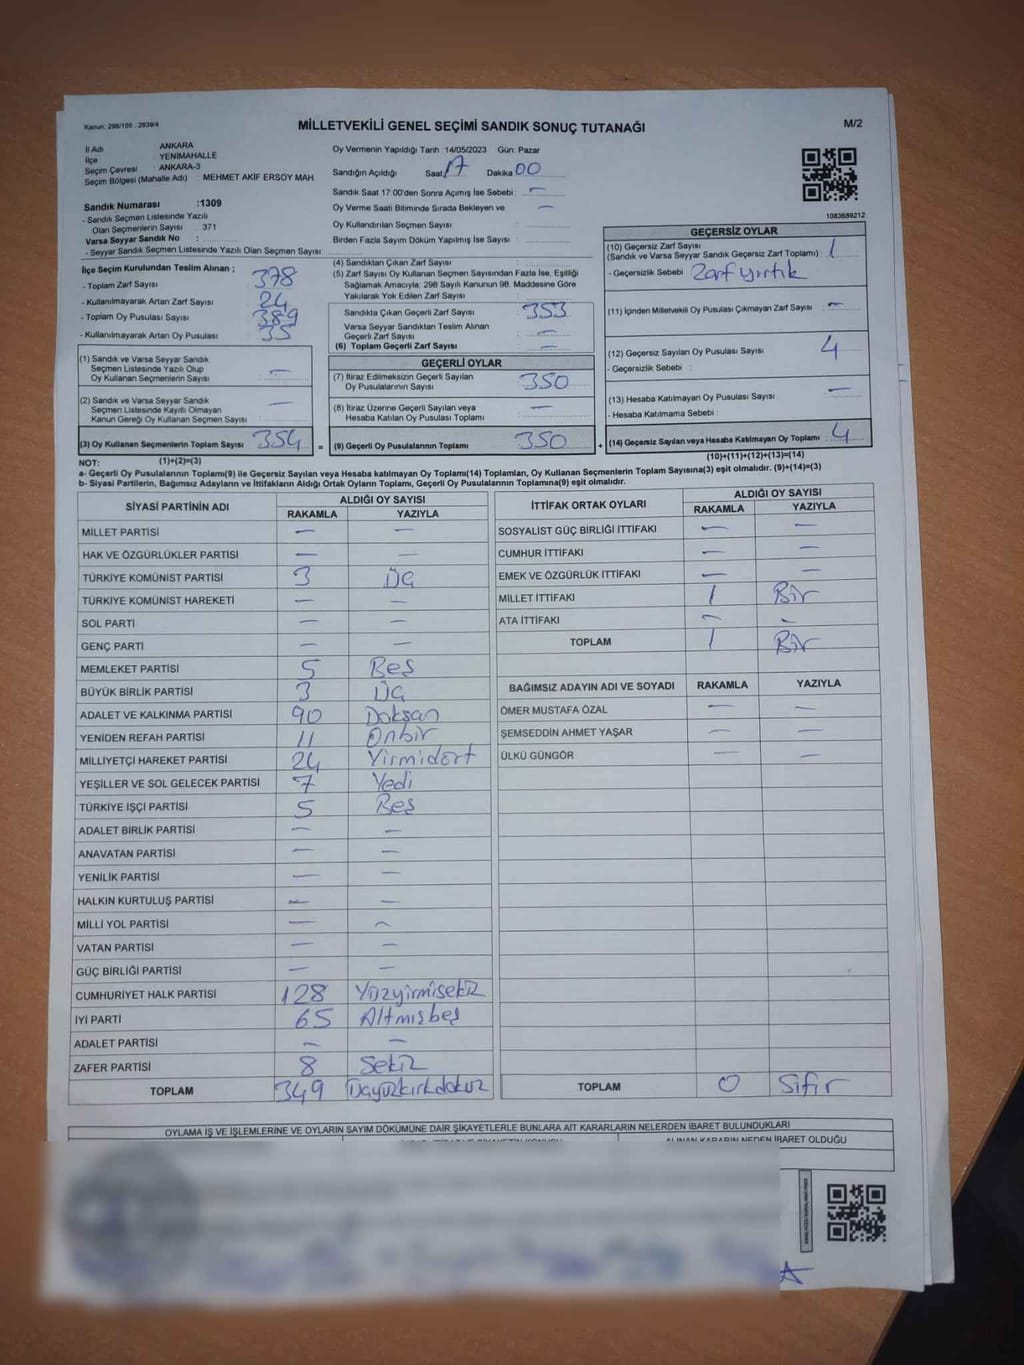 Kanun: 298/105 . 2839/4
MİLLETVEKİLİ GENEL SEÇİMİ SANDIK SONUÇ TUTANAĞI
M/2
İl Adı ANKARA
İlçe YENİMAHALLE
Seçim Çevresi ANKARA-3
Seçim Bölgesi (Mahalle Adı) : MEHMET AKİF ERSOY MAH.
Sandık Numarası :1309
- Sandık Seçmen Listesinde Yazılı
Olan Seçmenlerin Sayısı : 371
Varsa Seyyar Sandık No :
- Seyyar Sandık Seçmen Listesinde Yazılı Olan Seçmen Sayısı:
Oy Vermenin Yapıldığı Tarih :14/05/2023 Gün: Pazar
Sandığın Açıldığı Saat 17 Dakika 00
Sandık Saat 17 00'den Sonra Açımış İse Sebebi : —
Oy Verme Saati Bitiminde Sırada Bekleyen ve —
Oy Kullandırılan Seçmen Sayısı :
Birden Fazla Sayım Döküm Yapılmış İse Sayısı :
1083689212
İlçe Seçim Kurulundan Teslim Alınan ;
- Toplam Zarf Sayısı 378
- Kullanılmayarak Artan Zarf Sayısı 24
- Toplam Oy Pusulası Sayısı 389
- Kullanılmayarak Artan Oy Pusulası 35
(1) Sandık ve Varsa Seyyar Sandık
Seçmen Listesinde Yazılı Olup
Oy Kullanan Seçmenlerin Sayısı —
(2) Sandık ve Varsa Seyyar Sandık
Seçmen Listesinde Kayıtlı Olmayan
Kanun Gereği Oy Kullanan Seçmen Sayısı —
(3) Oy Kullanan Seçmenlerin Toplam Sayısı 354 =
(4) Sandıktan Çıkan Zarf Sayısı
(5) Zarf Sayısı Oy Kullanan Seçmen Sayısından Fazla İse, Eşitliği
Sağlamak Amacıyla; 298 Sayılı Kanunun 98. Maddesine Göre
Yakılarak Yok Edilen Zarf Sayısı
Sandıkta Çıkan Geçerli Zarf Sayısı 353
Varsa Seyyar Sandıktan Teslim Alınan
Geçerli Zarf Sayısı —
(6) Toplam Geçerli Zarf Sayısı —
GEÇERLİ OYLAR
(7) İtiraz Edilmeksizin Geçerli Sayılan
Oy Pusulalarının Sayısı 350
(8) İtiraz Üzerine Geçerli Sayılan veya
Hesaba Katılan Oy Pusulası Toplamı —
(9) Geçerli Oy Pusulalarının Toplamı 350 +
GEÇERSİZ OYLAR
(10) Geçersiz Zarf Sayısı
(Sandık ve Varsa Seyyar Sandık Geçersiz Zarf Toplamı) : 1
- Geçersizlik Sebebi Zarf yırtık
(11) İçinden Milletvekili Oy Pusulası Çıkmayan Zarf Sayısı —
(12) Geçersiz Sayılan Oy Pusulası Sayısı 4
- Geçersizlik Sebebi :
(13) Hesaba Katılmayan Oy Pusulası Sayısı —
- Hesaba Katılmama Sebebi :
(14) Geçersiz Sayılan veya Hesaba Katılmayan Oy Toplamı 4
NOT: (1)+(2)=(3)
(10)+(11)+(12)+(13)=(14)
a- Geçerli Oy Pusulalarının Toplamı(9) ile Geçersiz Sayılan veya Hesaba katılmayan Oy Toplamı(14) Toplamları, Oy Kullanan Seçmenlerin Toplam Sayısına(3) eşit olmalıdır. (9)+(14)=(3)
b- Siyasi Partilerin, Bağımsız Adayların ve İttifakların Aldığı Ortak Oyların Toplamı, Geçerli Oy Pusulalarının Toplamına(9) eşit olmalıdır.
SİYASİ PARTİNİN ADI ALDIĞI OY SAYISI
RAKAMLA YAZIYLA
MİLLET PARTİSİ — —
HAK VE ÖZGÜRLÜKLER PARTİSİ — —
TÜRKİYE KOMÜNİST PARTİSİ 3 Üç
TÜRKİYE KOMÜNİST HAREKETİ — —
SOL PARTİ — —
GENÇ PARTİ — —
MEMLEKET PARTİSİ 5 Beş
BÜYÜK BİRLİK PARTİSİ 3 Üç
ADALET VE KALKINMA PARTİSİ 90 Doksan
YENİDEN REFAH PARTİSİ 11 Onbir
MİLLİYETÇİ HAREKET PARTİSİ 24 Yirmidört
YEŞİLLER VE SOL GELECEK PARTİSİ 7 Yedi
TÜRKİYE İŞÇİ PARTİSİ 5 Beş
ADALET BİRLİK PARTİSİ — —
ANAVATAN PARTİSİ — —
YENİLİK PARTİSİ — —
HALKIN KURTULUŞ PARTİSİ — —
MİLLİ YOL PARTİSİ — —
VATAN PARTİSİ — —
GÜÇ BİRLİĞİ PARTİSİ — —
CUMHURİYET HALK PARTİSİ 128 Yüzyirmisekiz
İYİ PARTİ 65 Altmışbeş
ADALET PARTİSİ — —
ZAFER PARTİSİ 8 Sekiz
TOPLAM 349 Üçyüzkırkdokuz
İTTİFAK ORTAK OYLARI ALDIĞI OY SAYISI
RAKAMLA YAZIYLA
SOSYALİST GÜÇ BİRLİĞİ İTTİFAKI — —
CUMHUR İTTİFAKI — —
EMEK VE ÖZGÜRLÜK İTTİFAKI — —
MİLLET İTTİFAKI 1 Bir
ATA İTTİFAKI — —
TOPLAM 1 Bir
BAĞIMSIZ ADAYIN ADI VE SOYADI RAKAMLA YAZIYLA
ÖMER MUSTAFA ÖZAL — —
ŞEMSEDDİN AHMET YAŞAR — —
ÜLKÜ GÜNGÖR — —
TOPLAM 0 Sıfır
OYLAMA İŞ VE İŞLEMLERİNE VE OYLARIN SAYIM DÖKÜMÜNE DAİR ŞİKAYETLERLE BUNLARA AİT KARARLARIN NELERDEN İBARET BULUNDUKLARI
ALINAN KARARIN NEDEN İBARET OLDUĞU